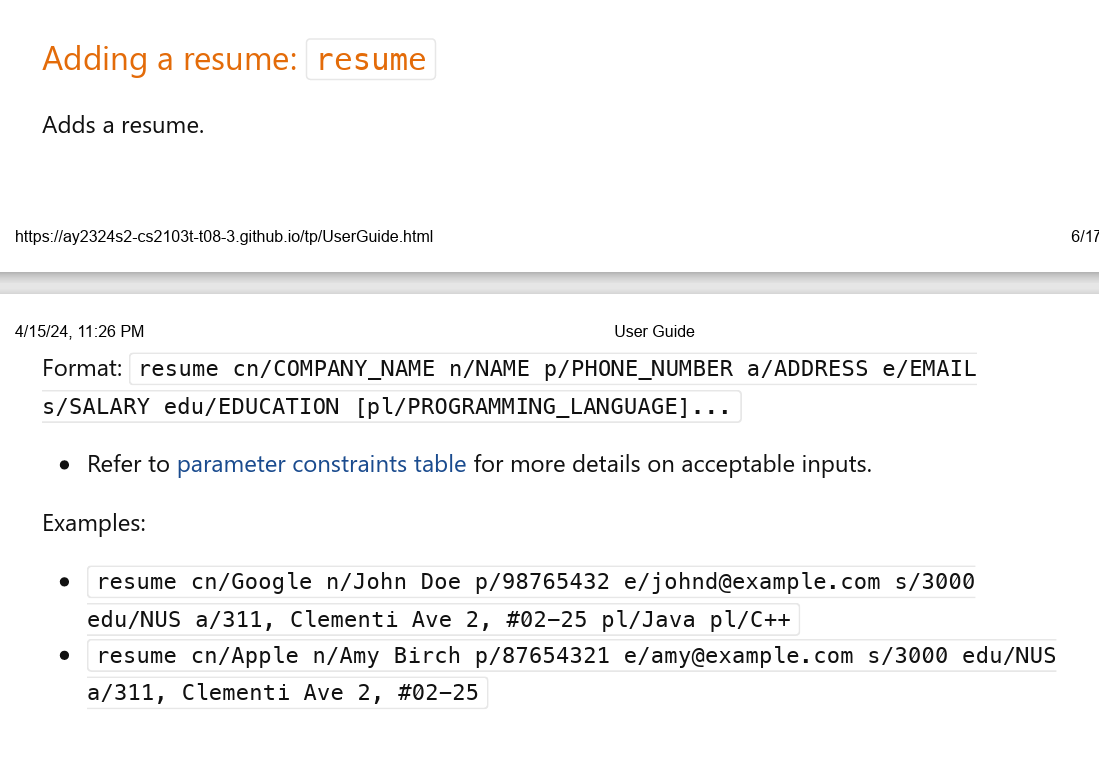 Adding a resume: resume
Adds a resume.
https://ay2324s2-cs2103t-t08-3.github.io/tp/UserGuide.html 6/17
4/15/24, 11:26 PM User Guide
Format: resume cn/COMPANY_NAME n/NAME p/PHONE_NUMBER a/ADDRESS e/EMAIL
s/SALARY edu/EDUCATION [pl/PROGRAMMING_LANGUAGE]...
• Refer to parameter constraints table for more details on acceptable inputs.
Examples:
• resume cn/Google n/John Doe p/98765432 e/johnd@example.com s/3000
edu/NUS a/311, Clementi Ave 2, #02-25 pl/Java pl/C++
• resume cn/Apple n/Amy Birch p/87654321 e/amy@example.com s/3000 edu/NUS
a/311, Clementi Ave 2, #02-25